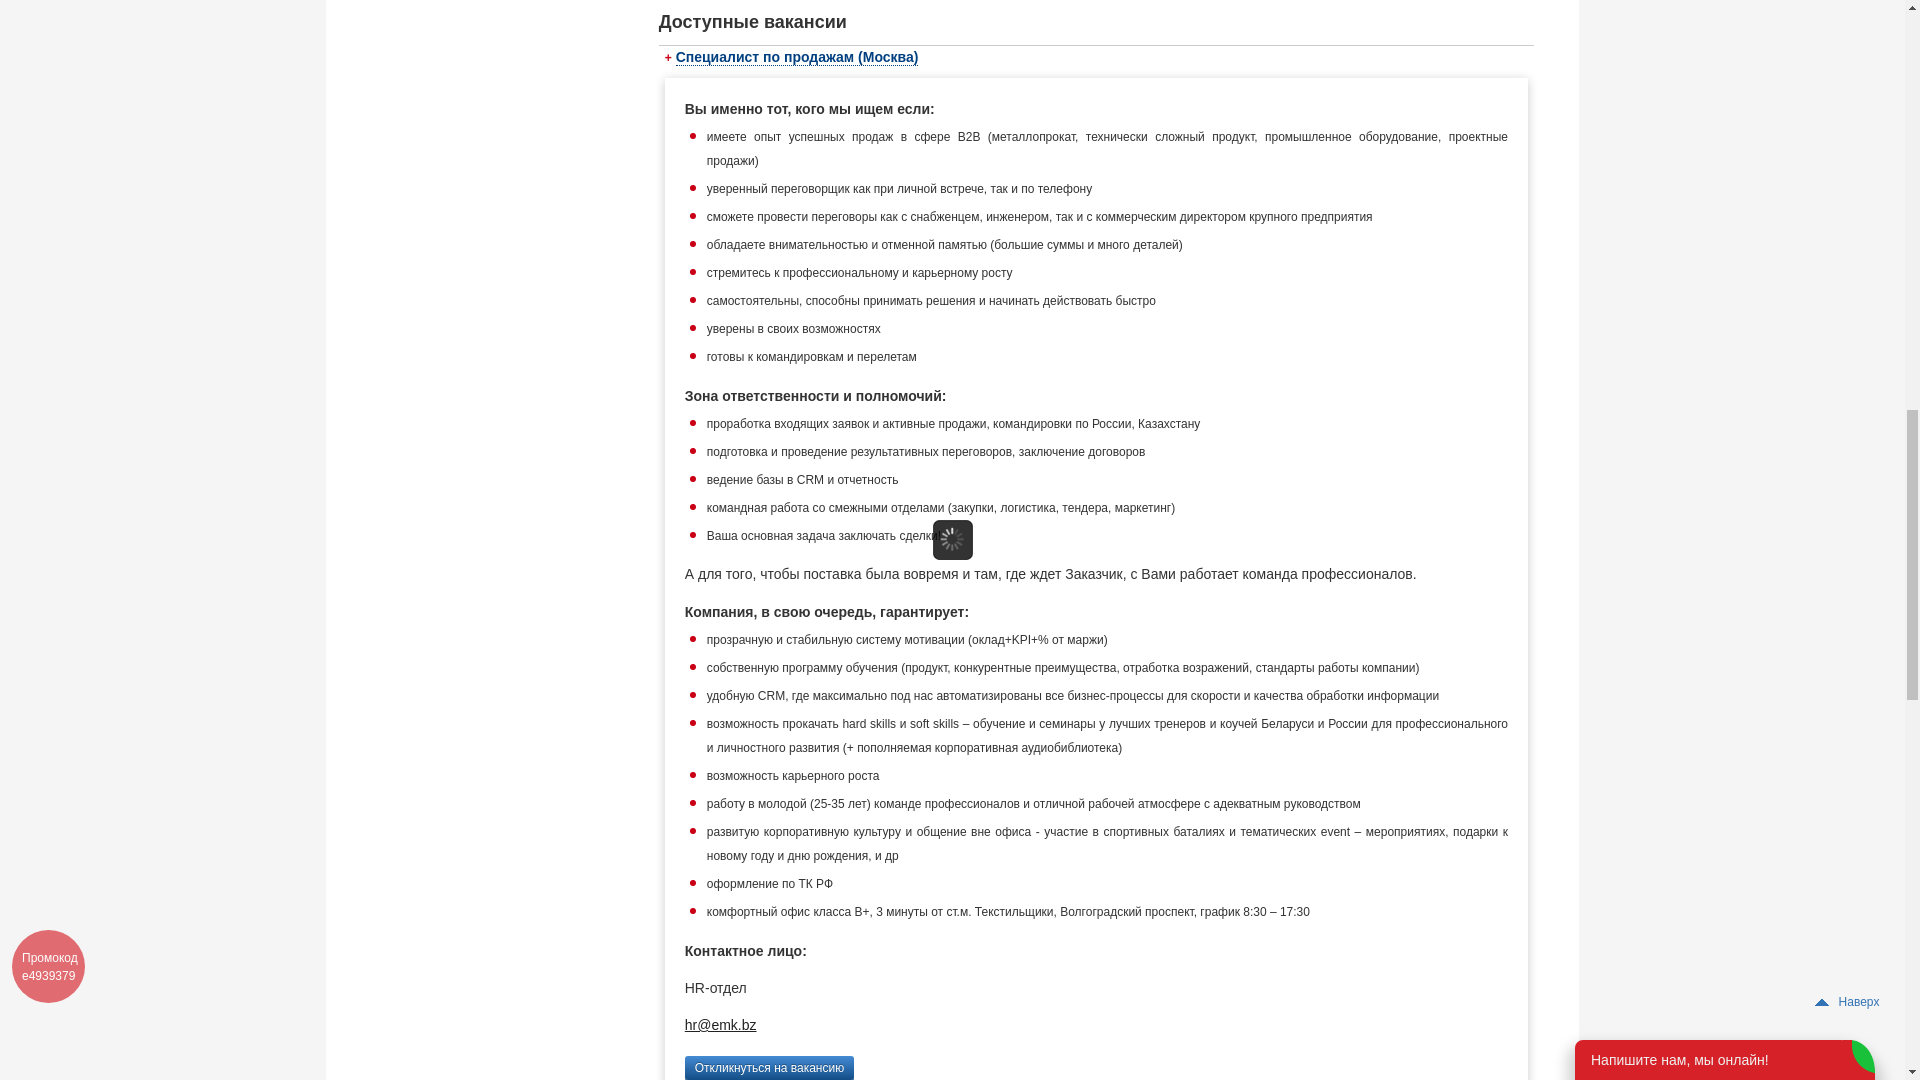 Доступные вакансии
+ Специалист по продажам (Москва)
Вы именно тот, кого мы ищем если:
имеете опыт успешных продаж в сфере B2B (металлопрокат, технически сложный продукт, промышленное оборудование, проектные
продажи)
уверенный переговорщик как при личной встрече, так и по телефону
сможете провести переговоры как с снабженцем, инженером, так и с коммерческим директором крупного предприятия
обладаете внимательностью и отменной памятью (большие суммы и много деталей)
стремитесь к профессиональному и карьерному росту
самостоятельны, способны принимать решения и начинать действовать быстро
уверены в своих возможностях
готовы к командировкам и перелетам
Зона ответственности и полномочий:
проработка входящих заявок и активные продажи, командировки по России, Казахстану
подготовка и проведение результативных переговоров, заключение договоров
ведение базы в CRM и отчетность
командная работа со смежными отделами (закупки, логистика, тендера, маркетинг)
Ваша основная задача заключать сделки
А для того, чтобы поставка была вовремя и там, где ждет Заказчик, с Вами работает команда профессионалов.
Компания, в свою очередь, гарантирует:
прозрачную и стабильную систему мотивации (оклад+KPI+% от маржи)
собственную программу обучения (продукт, конкурентные преимущества, отработка возражений, стандарты работы компании)
удобную CRM, где максимально под нас автоматизированы все бизнес-процессы для скорости и качества обработки информации
возможность прокачать hard skills и soft skills – обучение и семинары у лучших тренеров и коучей Беларуси и России для профессионального
и личностного развития (+ пополняемая корпоративная аудиобиблиотека)
возможность карьерного роста
работу в молодой (25-35 лет) команде профессионалов и отличной рабочей атмосфере с адекватным руководством
развитую корпоративную культуру и общение вне офиса - участие в спортивных баталиях и тематических event – мероприятиях, подарки к
новому году и дню рождения, и др
оформление по ТК РФ
комфортный офис класса B+, 3 минуты от ст.м. Текстильщики, Волгоградский проспект, график 8:30 – 17:30
Контактное лицо:
HR-отдел
hr@emk.bz
Откликнуться на вакансию
Промокод
e4939379
Наверх
Напишите нам, мы онлайн!